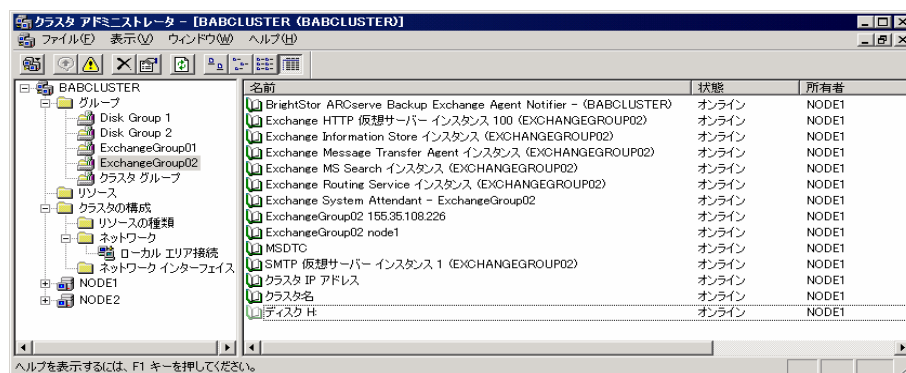 クラスタ アドミニストレータ - [BABCLUSTER (BABCLUSTER)]
ファイル(F) 表示(V) ウィンドウ(W) ヘルプ(H)
BABCLUSTER
グループ
Disk Group 1
Disk Group 2
ExchangeGroup01
ExchangeGroup02
クラスタ グループ
リソース
クラスタの構成
リソースの種類
ネットワーク
ローカル エリア接続
ネットワーク インターフェイス
NODE1
NODE2
名前 状態 所有者
BrightStor ARCserve Backup Exchange Agent Notifier - (BABCLUSTER) オンライン NODE1
Exchange HTTP 仮想サーバー インスタンス 100 (EXCHANGEGROUP02) オンライン NODE1
Exchange Information Store インスタンス (EXCHANGEGROUP02) オンライン NODE1
Exchange Message Transfer Agent インスタンス (EXCHANGEGROUP02) オンライン NODE1
Exchange MS Search インスタンス (EXCHANGEGROUP02) オンライン NODE1
Exchange Routing Service インスタンス (EXCHANGEGROUP02) オンライン NODE1
Exchange System Attendant - ExchangeGroup02 オンライン NODE1
ExchangeGroup02 155.35.108.226 オンライン NODE1
ExchangeGroup02 node1 オンライン NODE1
MSDTC オンライン NODE1
SMTP 仮想サーバー インスタンス 1 (EXCHANGEGROUP02) オンライン NODE1
クラスタ IP アドレス オンライン NODE1
クラスタ名 オンライン NODE1
ディスク H: オンライン NODE1
ヘルプを表示するには、F1 キーを押してください。